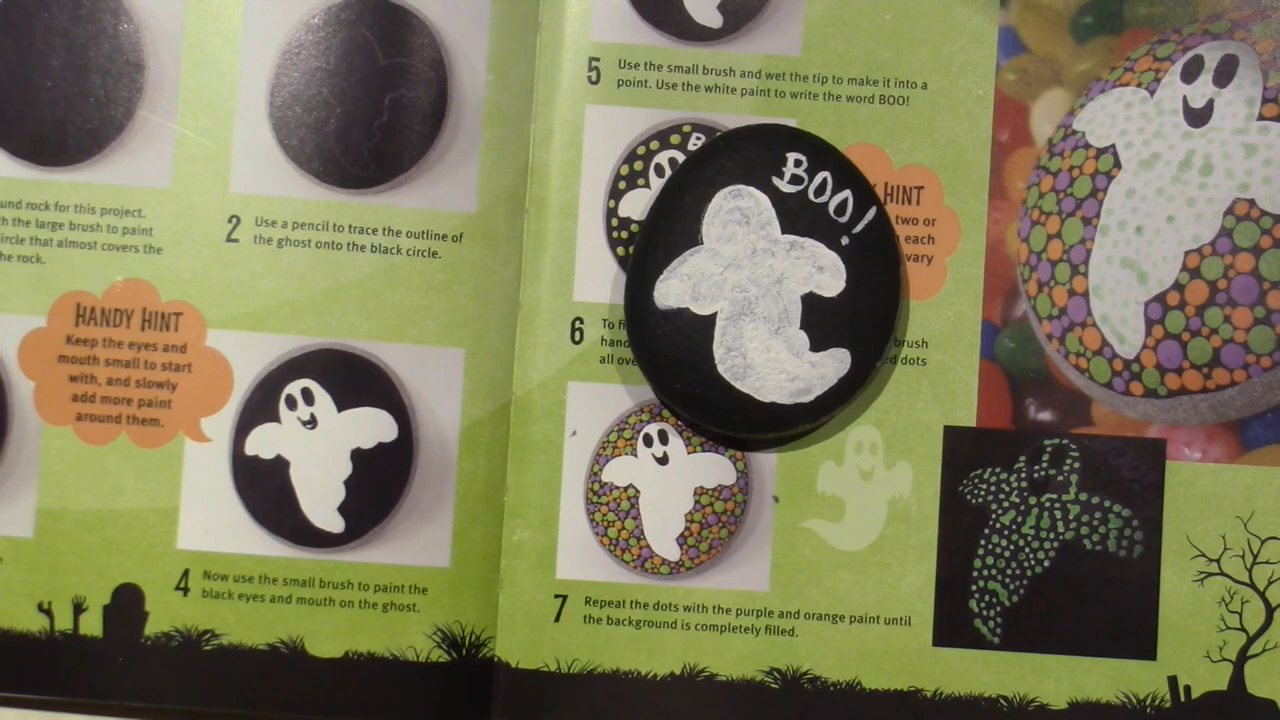 und rock for this project.
the large brush to paint
circle that almost covers the
he rock.
2
Use a pencil to trace the outline of
the ghost onto the black circle.
HANDY HINT
Keep the eyes and
mouth small to start
with, and slowly
add more paint
around them.
4
Now use the small brush to paint the
black eyes and mouth on the ghost.
5
Use the small brush and wet the tip to make it into a
point. Use the white paint to write the word BOO!
BOO!
HINT
two or
each
vary
6
To
brush
all
dots
7
Repeat the dots with the purple and orange paint until
the background is completely filled.